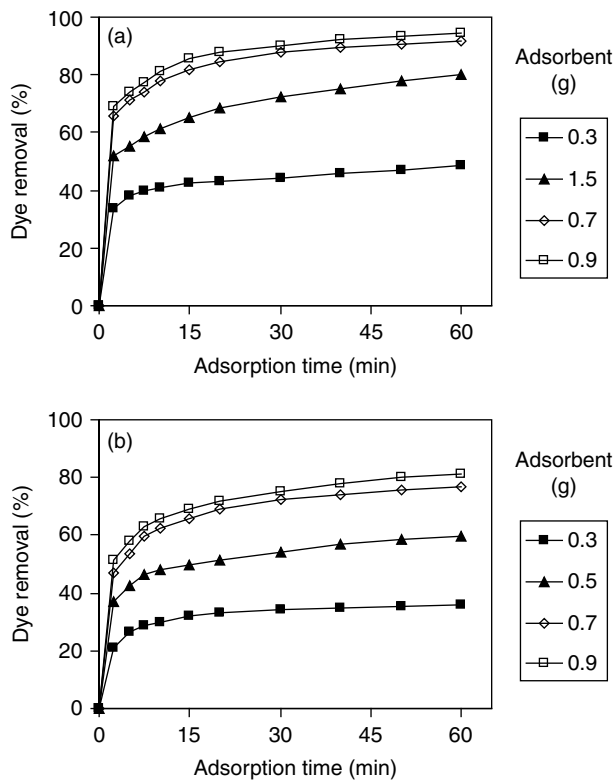 (a)
100
80
60
40
20
0
Dye removal (%)
0 15 30 45 60
Adsorption time (min)
Adsorbent
(g)
0.3
1.5
0.7
0.9
(b)
100
80
60
40
20
0
Dye removal (%)
0 15 30 45 60
Adsorption time (min)
Adsorbent
(g)
0.3
0.5
0.7
0.9